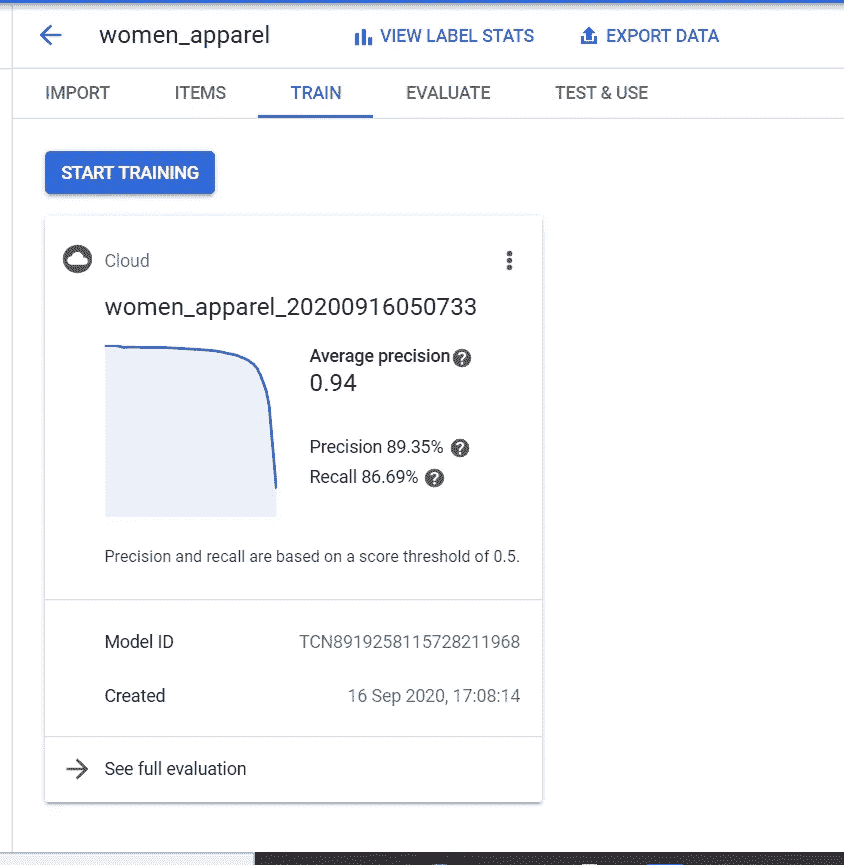 women_apparel VIEW LABEL STATS EXPORT DATA
IMPORT ITEMS TRAIN EVALUATE TEST & USE
START TRAINING
Cloud
women_apparel_20200916050733
Average precision
0.94
Precision 89.35%
Recall 86.69%
Precision and recall are based on a score threshold of 0.5.
Model ID TCN8919258115728211968
Created 16 Sep 2020, 17:08:14
See full evaluation